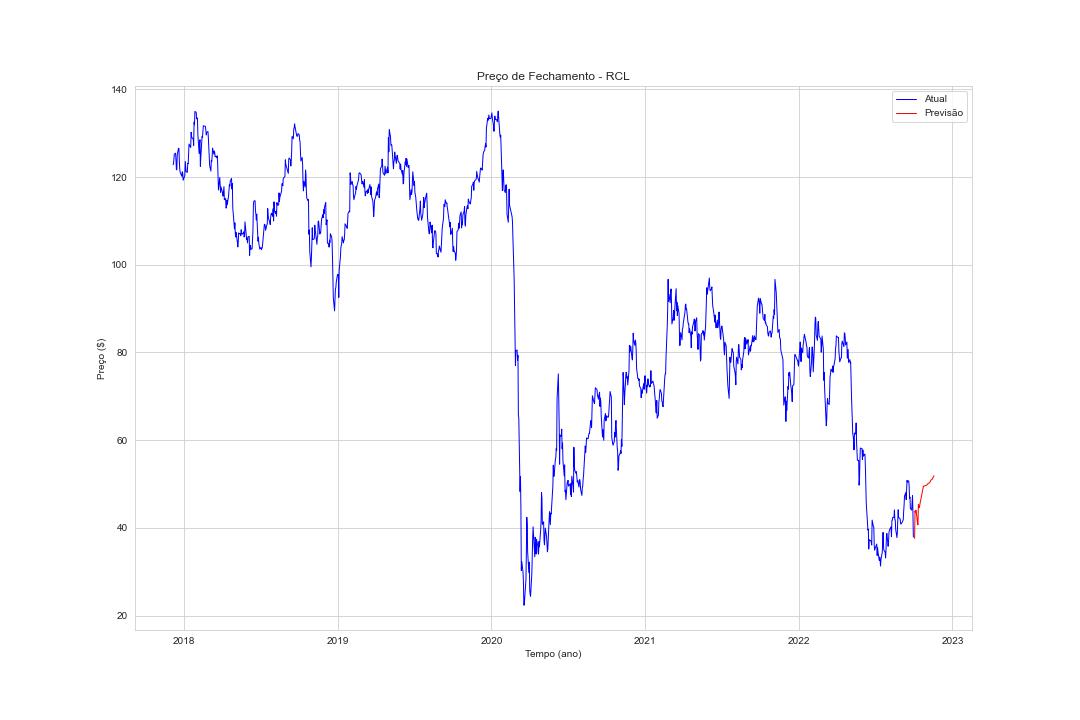 Preço de Fechamento - RCL
Atual
Previsão
140
120
100
80
60
40
20
Preço ($)
2018 2019 2020 2021 2022 2023
Tempo (ano)